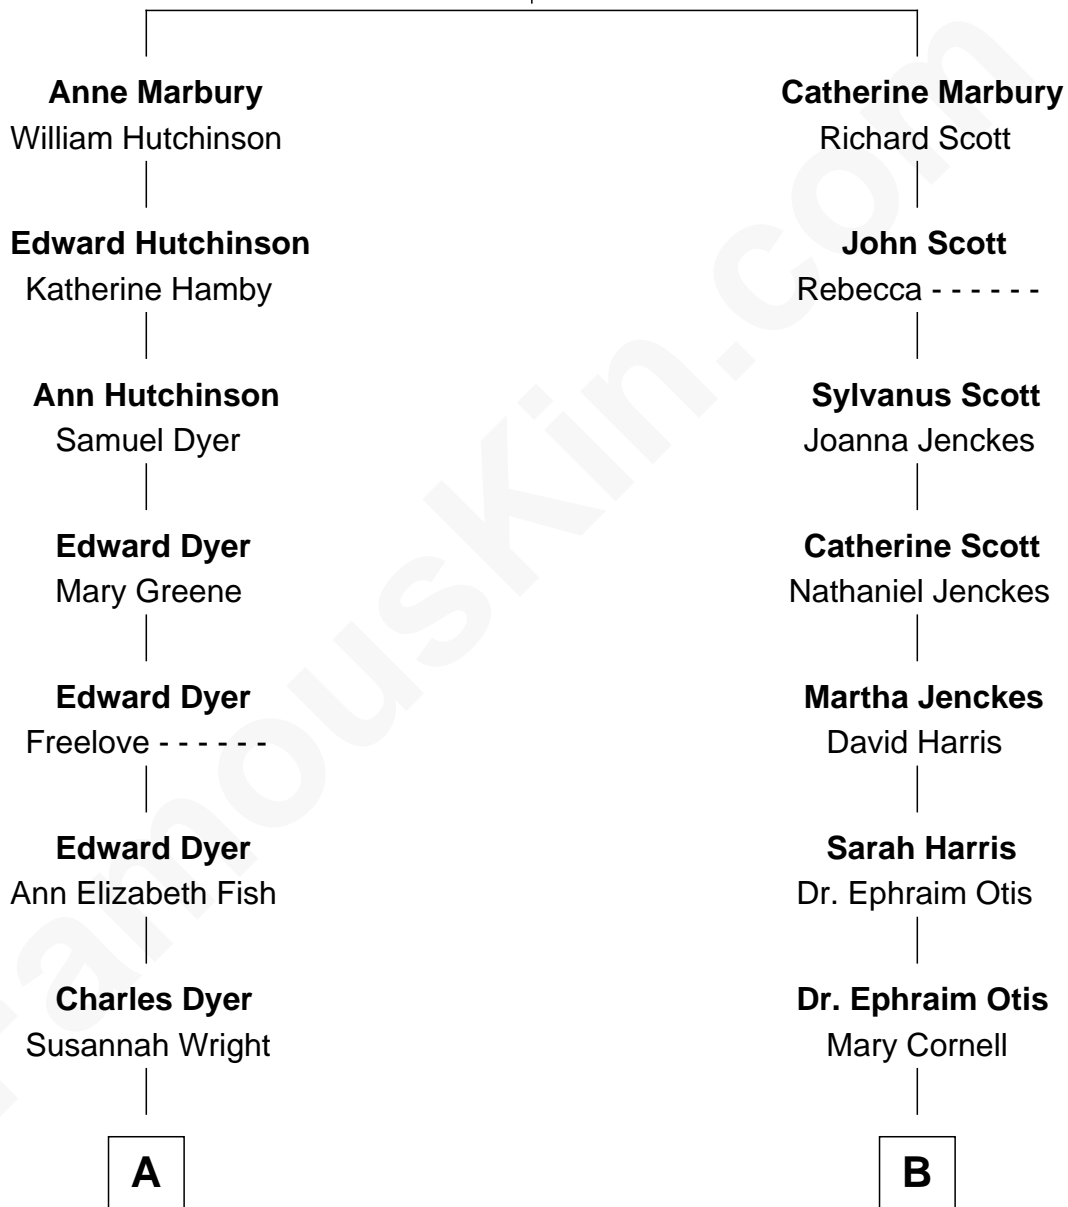 Anne Marbury
William Hutchinson
Edward Hutchinson
Katherine Hamby
Ann Hutchinson
Samuel Dyer
Edward Dyer
Mary Greene
Edward Dyer
Freelove - - - - - -
Edward Dyer
Ann Elizabeth Fish
Charles Dyer
Susannah Wright
A
Catherine Marbury
Richard Scott
John Scott
Rebecca - - - - - -
Sylvanus Scott
Joanna Jenckes
Catherine Scott
Nathaniel Jenckes
Martha Jenckes
David Harris
Sarah Harris
Dr. Ephraim Otis
Dr. Ephraim Otis
Mary Cornell
B
FamousKin.com